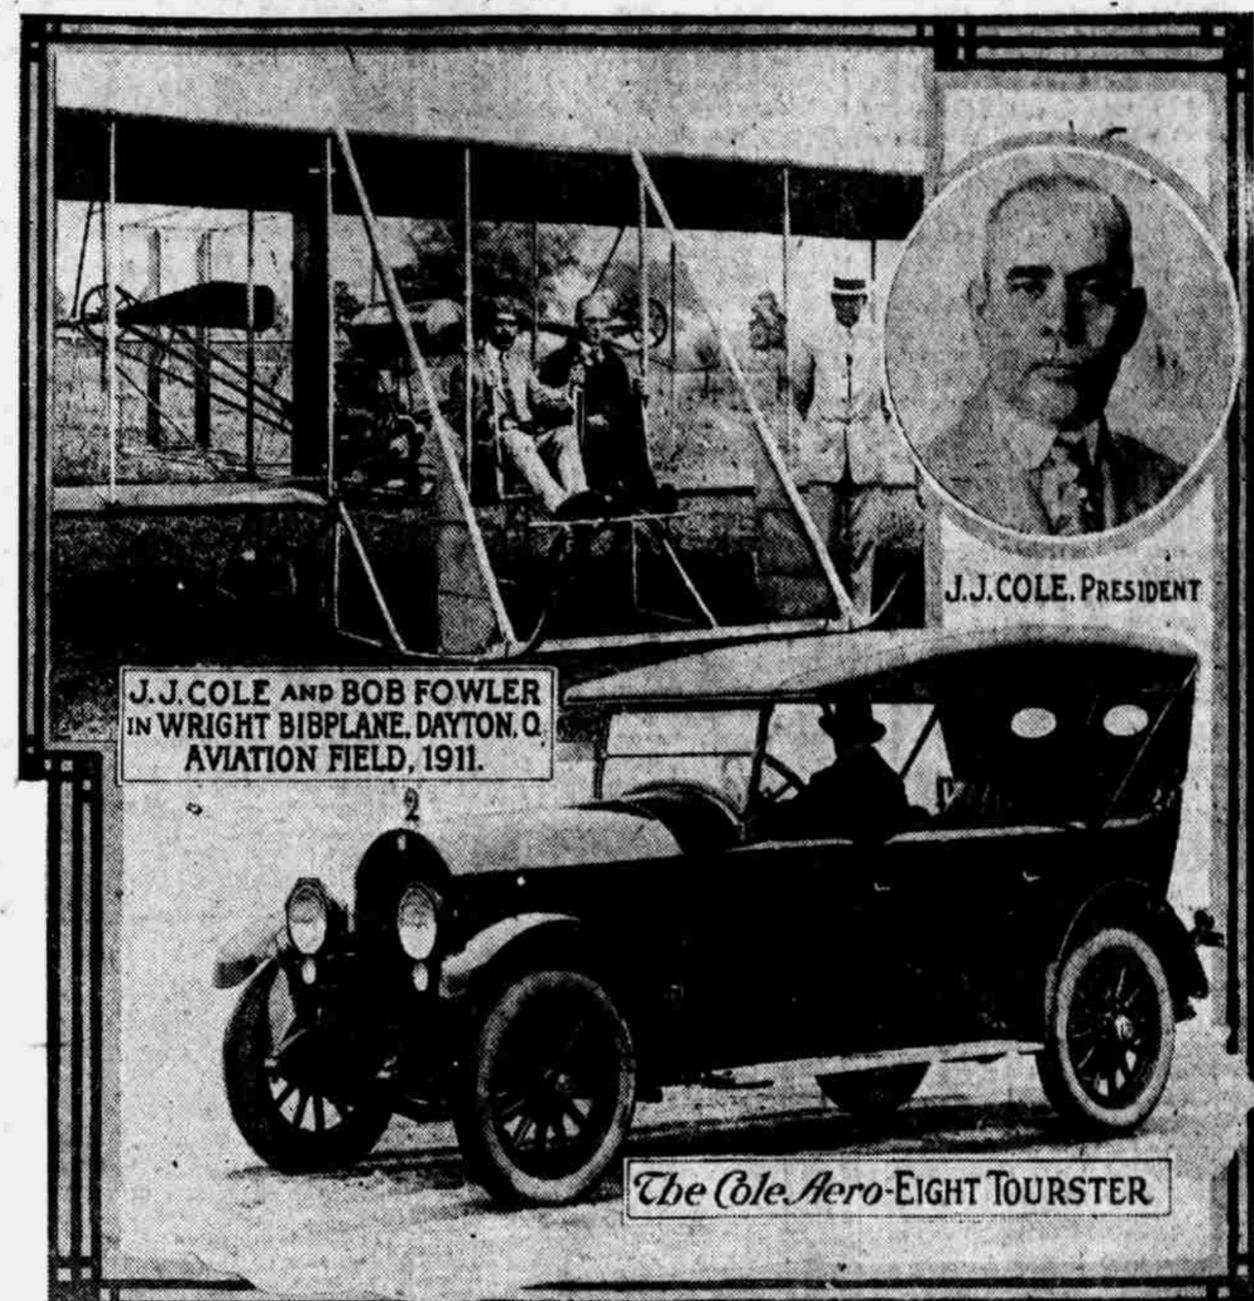 J.J. COLE, PRESIDENT
J.J. COLE AND BOB FOWLER
IN WRIGHT BIBPLANE, DAYTON, O.
AVIATION FIELD, 1911.
The Cole Aero-EIGHT TOURSTER